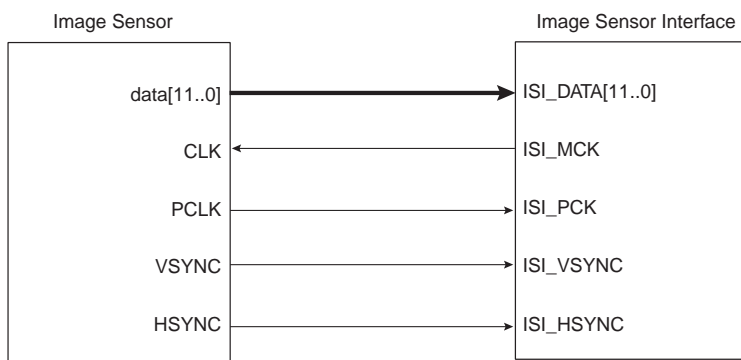 Image Sensor
Image Sensor Interface
data[11..0]
ISI_DATA[11..0]
CLK
ISI_MCK
PCLK
ISI_PCK
VSYNC
ISI_VSYNC
HSYNC
ISI_HSYNC